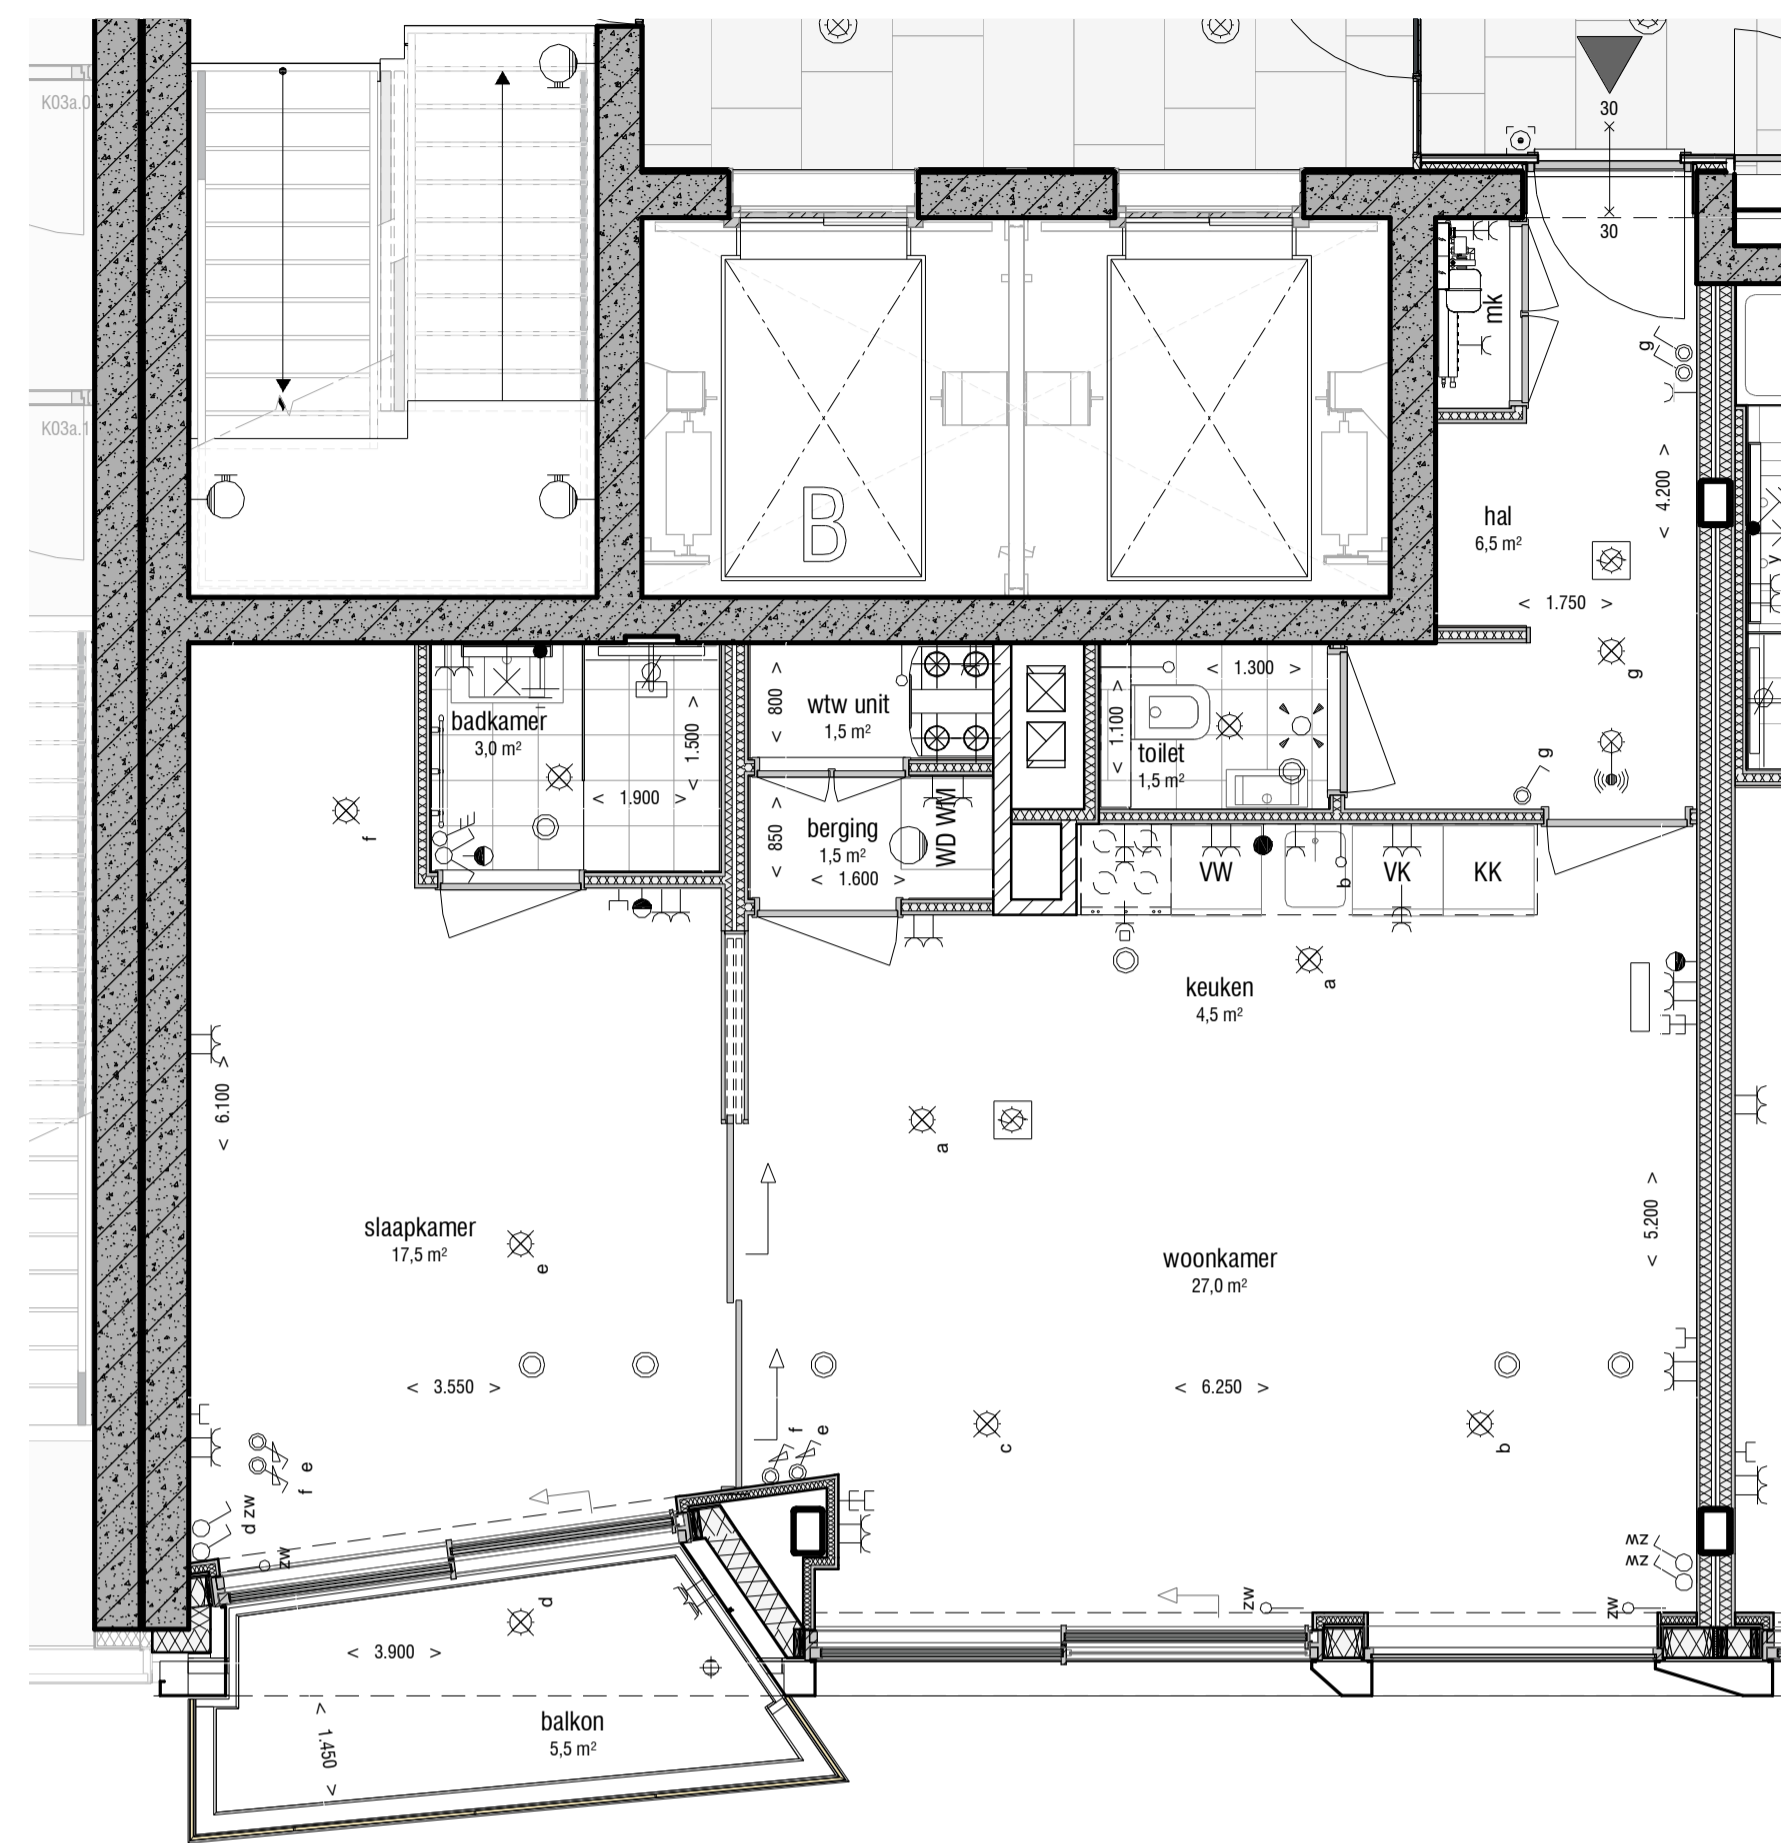 K03a.0
30
30
mk
g
K03a.1
< 4.200 >
hal
6,5 m²
B
< 1.750 >
g
y
badkamer
3,0 m²
< 1.500 >
< 1.900 >
< 800 >
wtw unit
1,5 m²
< 1.300 >
< 1.100 >
toilet
1,5 m²
g
f
< 850 >
berging
1,5 m²
< 1.600 >
WD WM
VW
b
VK
KK
keuken
4,5 m²
a
< 6.100 >
a
slaapkamer
17,5 m²
e
woonkamer
27,0 m²
< 5.200 >
< 3.550 >
< 6.250 >
f
e
c
b
f
e
d zw
zw
zw
zw
zw
zw
d
< 3.900 >
balkon
5,5 m²
< 1.450 >